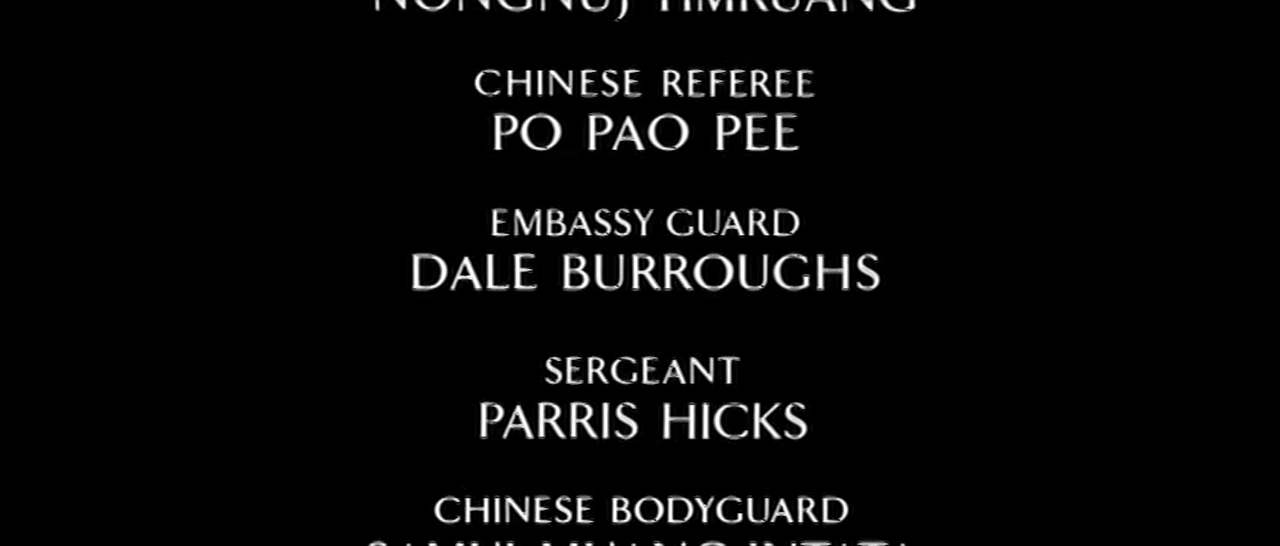 NONGNUJ TIMRUANG
CHINESE REFEREE
PO PAO PEE
EMBASSY GUARD
DALE BURROUGHS
SERGEANT
PARRIS HICKS
CHINESE BODYGUARD